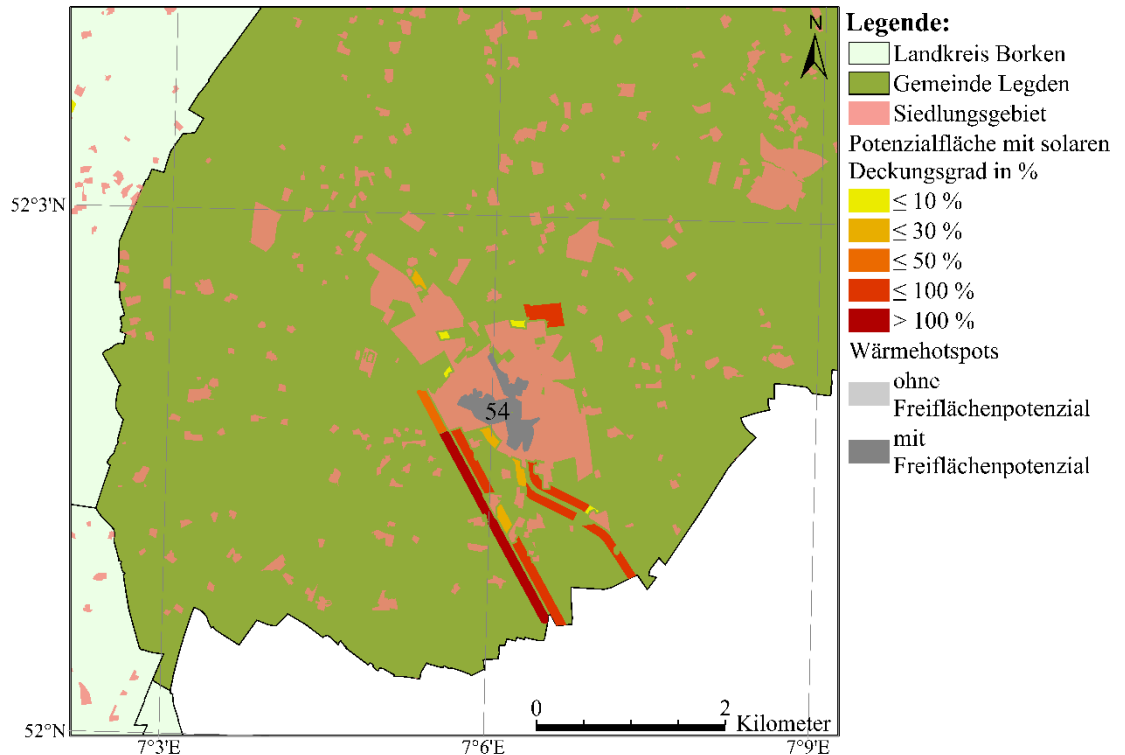 Legende:
Landkreis Borken
Gemeinde Legden
Siedlungsgebiet
Potenzialfläche mit solaren
Deckungsgrad in %
≤ 10 %
≤ 30 %
≤ 50 %
≤ 100 %
> 100 %
Wärmehotspots
ohne
Freiflächenpotenzial
mit
Freiflächenpotenzial
N
52°3'N
54
52°N
0
2
Kilometer
7°3'E
7°6'E
7°9'E